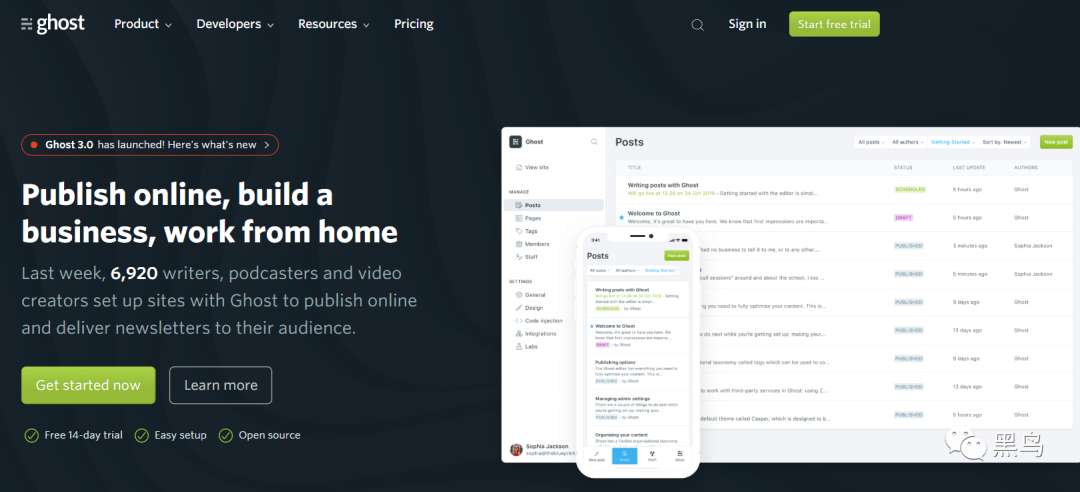 ghost
Product
Developers
Resources
Pricing
Sign in
Start free trial
Ghost 3.0 has launched! Here's what's new
Publish online, build a
business, work from home
Last week, 6,920 writers, podcasters and video
creators set up sites with Ghost to publish online
and deliver newsletters to their audience.
Get started now
Learn more
Free 14-day trial
Easy setup
Open source
Ghost
View site
MANAGE
Posts
Pages
Tags
Members
Staff
SETTINGS
General
Design
Code injection
Integrations
Labs
Sophia Jackson
Posts
All posts
All authors
Getting Started
Sort by: Newest
New post
TITLE STATUS LAST UPDATE AUTHORS
Writing posts with Ghost
Will go live at 13:28 on 24 Oct 2019 - Getting started with the editor is simpl...
SCHEDULED 5 hours ago Ghost
Welcome to Ghost
Welcome, it's great to have you here. We know that first impressions are importa...
DRAFT 5 hours ago Ghost
had no business to tell it to me, or to any other....
PUBLISHED 3 minutes ago Sophia Jackson
bull sessions" around and about the school, I too ...
PUBLISHED 5 minutes ago Sophia Jackson
you need to fully optimise your content. This is
PUBLISHED 9 days ago Ghost
to do next while you're getting set up: making your...
PUBLISHED 13 days ago Ghost
taxonomy called tags which can be used to co...
PUBLISHED 9 days ago Ghost
to work with third-party services in Ghost: using Z...
PUBLISHED 13 days ago Ghost
default theme called Casper, which is designed to b...
PUBLISHED 5 hours ago Ghost
Posts
New post
All posts
All authors
Getting Started
Writing posts with Ghost
Will go live at 13:28 on 24 Oct 2019 - Getting
started with the editor is simpl...
SCHEDULED - by Ghost
Welcome to Ghost
Welcome, it's great to have you here. We
know that first impressions are importa...
DRAFT - by Ghost
Publishing options
The Ghost editor has everything you need to
fully optimise your content. This is
PUBLISHED - by Ghost
Managing admin settings
There are a couple of things to do next while
you're getting set up: making your...
PUBLISHED - by Ghost
Organising your content
Ghost has a flexible organisational taxonomy
New post
Posts
Staff
More
黑鸟